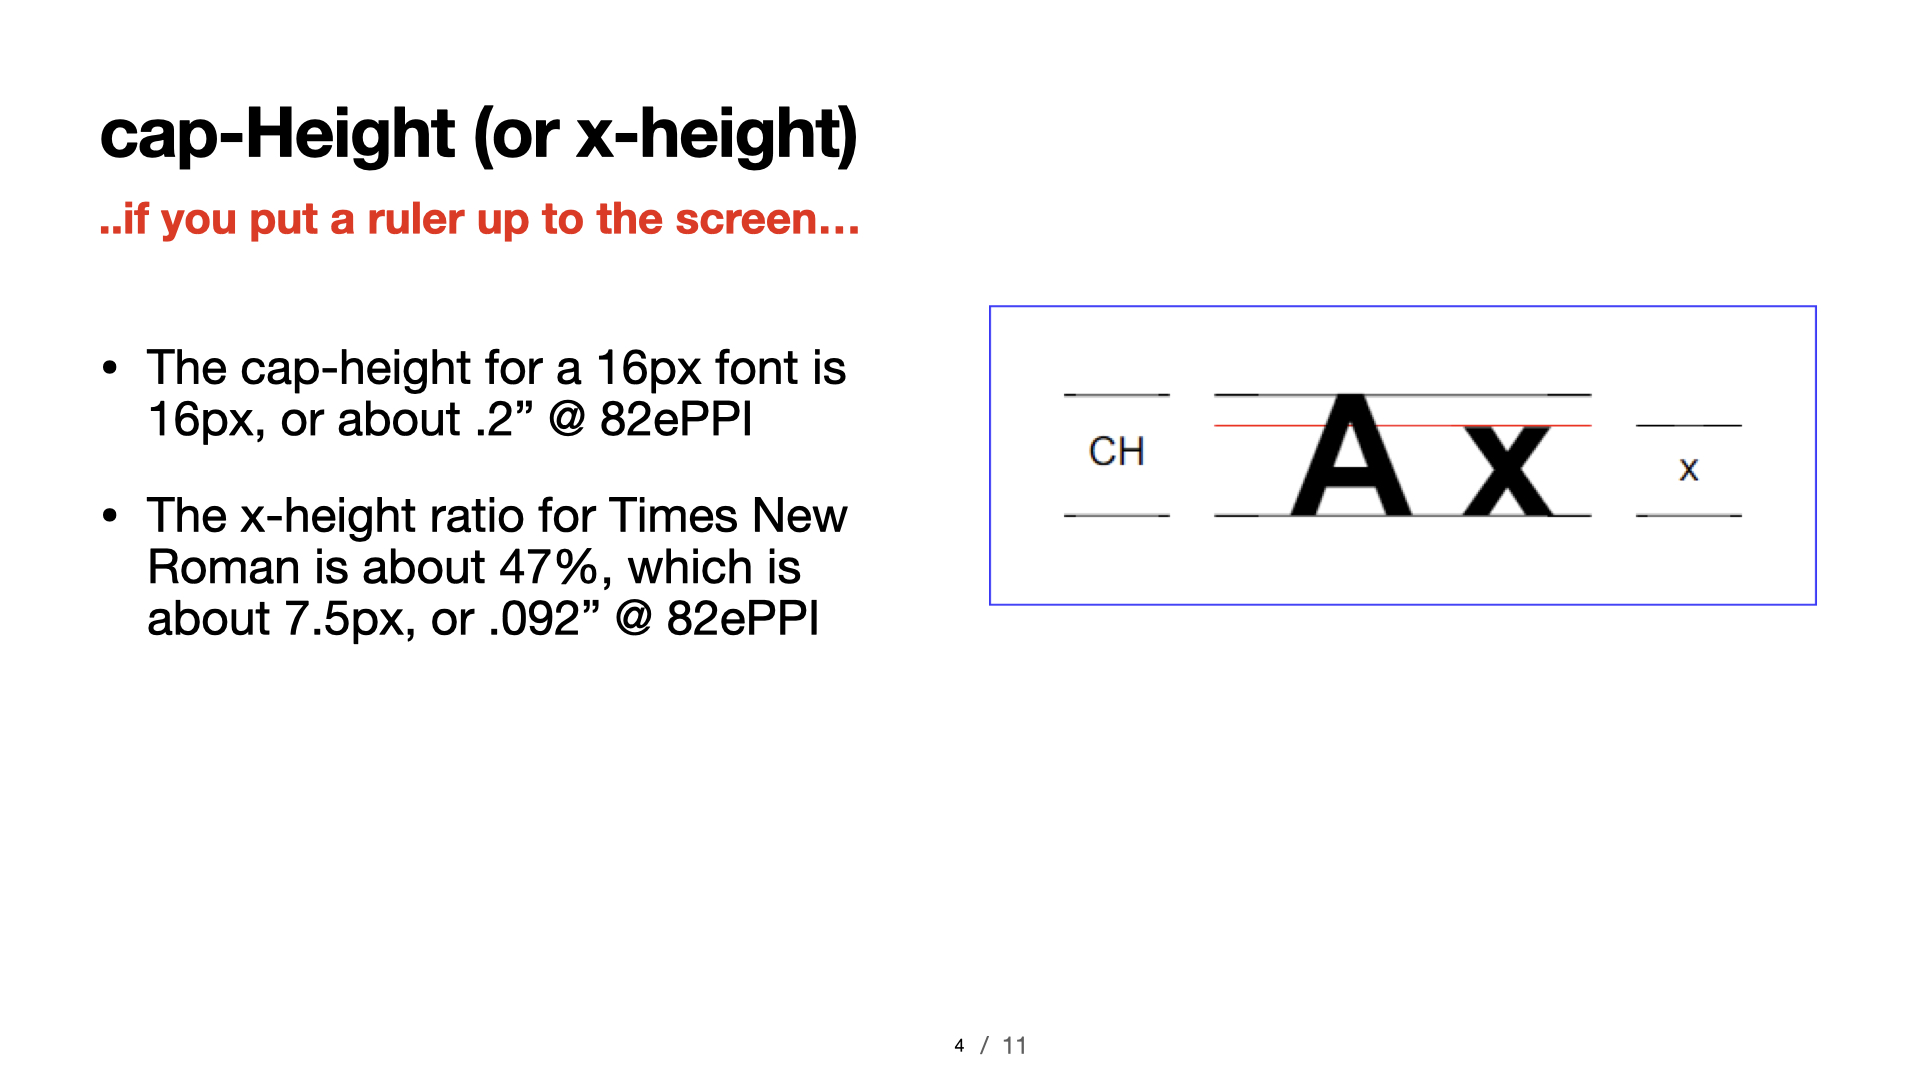 cap-Height (or x-height)
..if you put a ruler up to the screen…
• The cap-height for a 16px font is
16px, or about .2” @ 82ePPI
• The x-height ratio for Times New
Roman is about 47%, which is
about 7.5px, or .092” @ 82ePPI
CH
A x
x
4 / 11